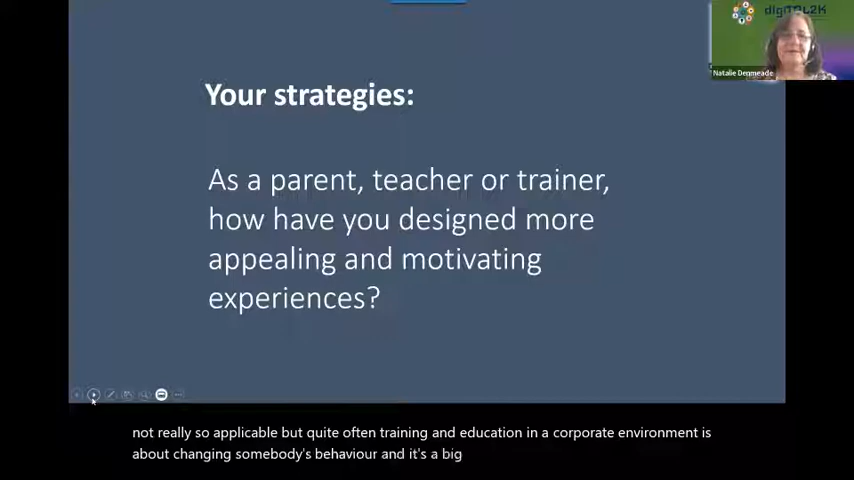 digiTAL2K
Natalie Denmeade
Your strategies:
As a parent, teacher or trainer,
how have you designed more
appealing and motivating
experiences?
not really so applicable but quite often training and education in a corporate environment is
about changing somebody's behaviour and it's a big